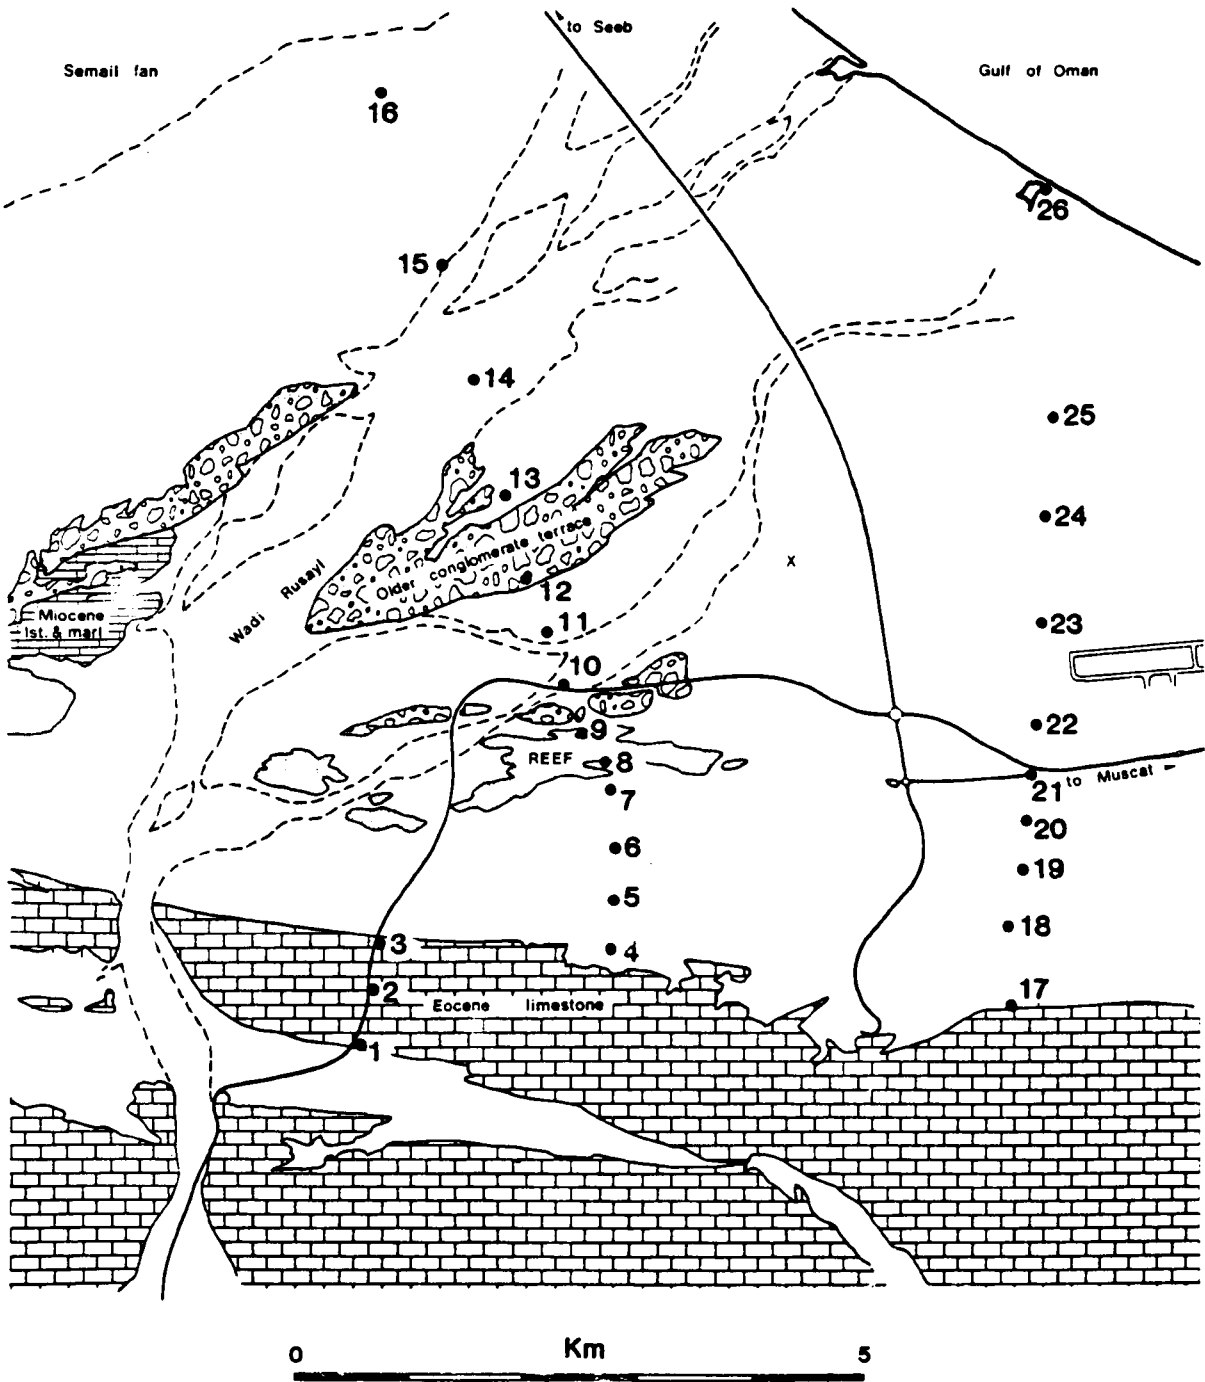 to Seeb
Semail fan
Gulf of Oman
16
26
15
14
25
13
24
Older conglomerate terrace
Wadi Rusayl
x
12
Miocene
lst. & marl
11
23
10
22
9
REEF
8
to Muscat
21
7
20
6
19
5
18
3
4
2
Eocene limestone
17
1
Km
0
5